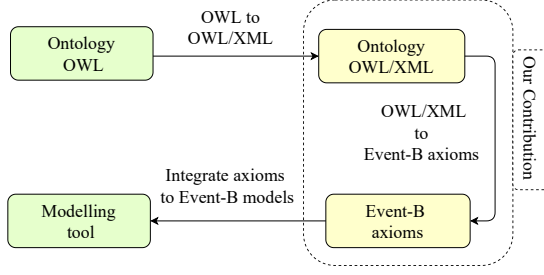 Ontology
OWL
OWL to
OWL/XML
Ontology
OWL/XML
OWL/XML
to
Event-B axioms
Our Contribution
Integrate axioms
to Event-B models
Modelling
tool
Event-B
axioms